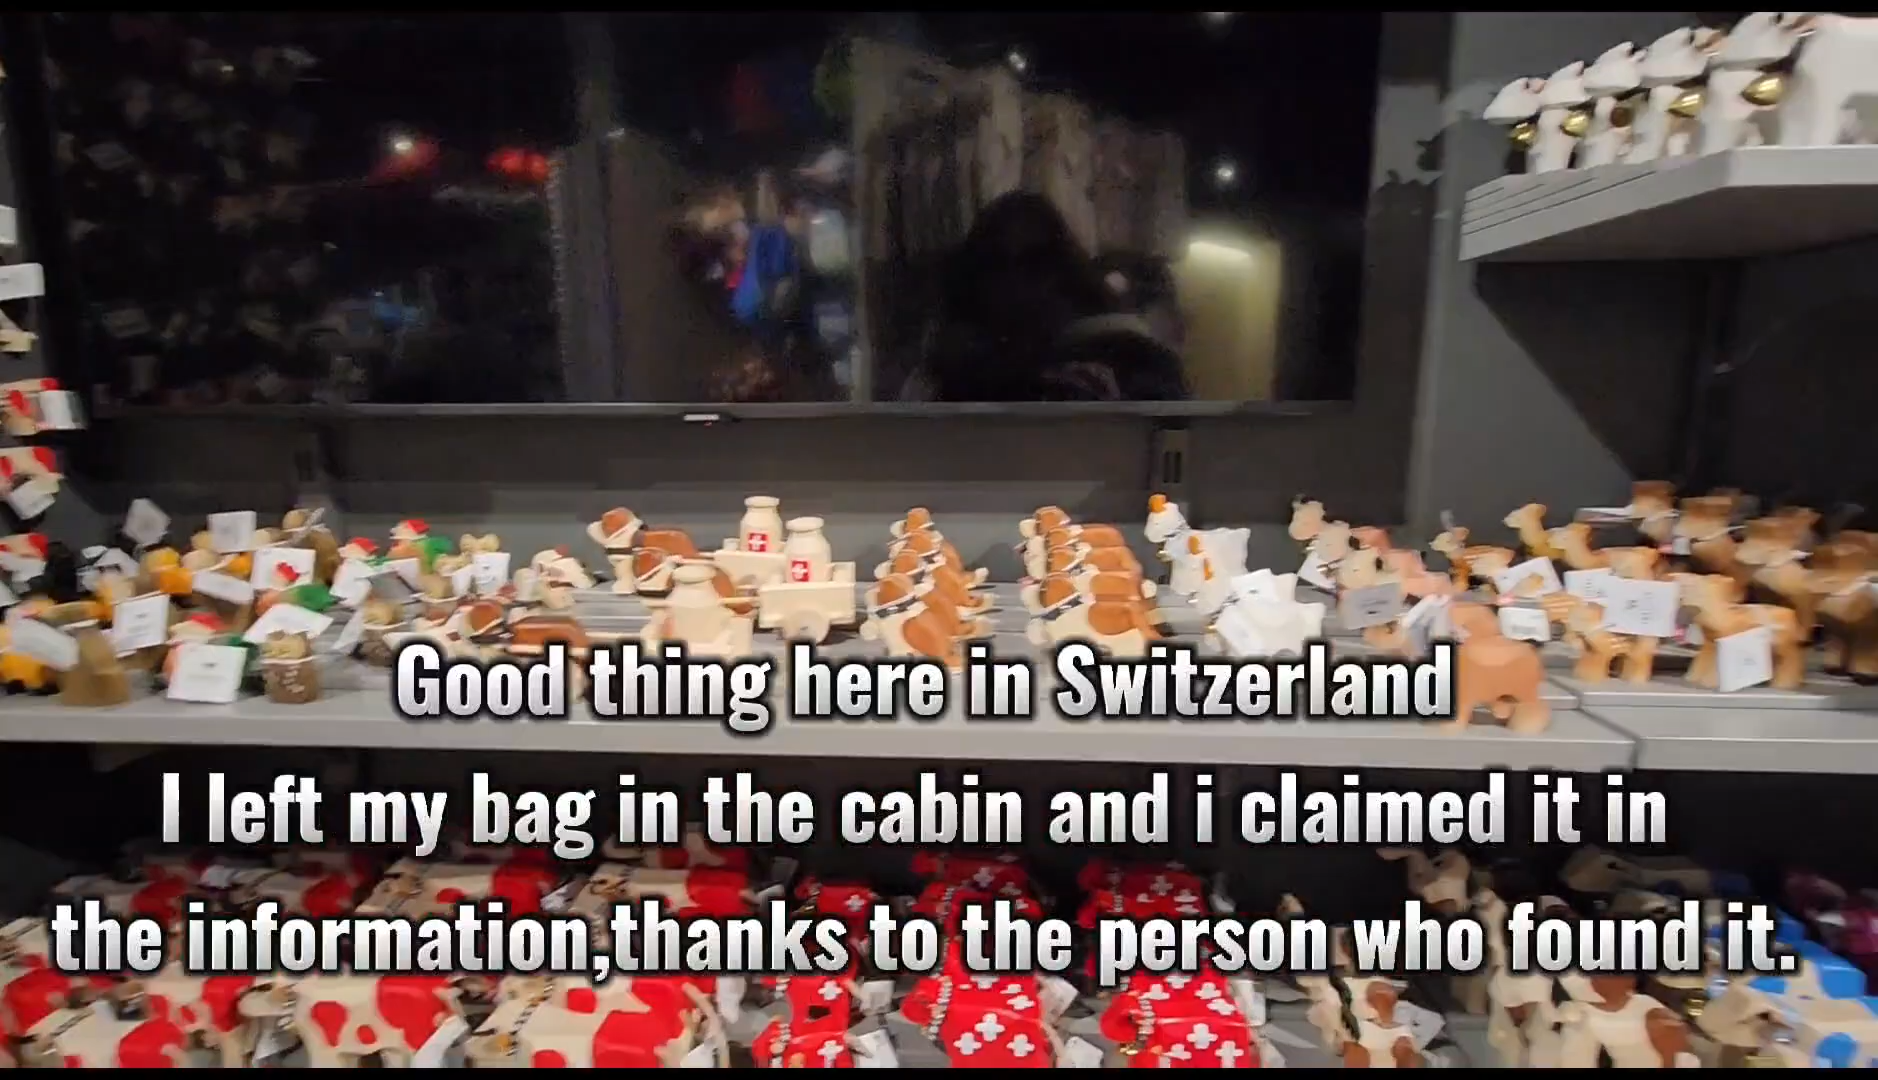 Good thing here in Switzerland
I left my bag in the cabin and i claimed it in
the information,thanks to the person who found it.